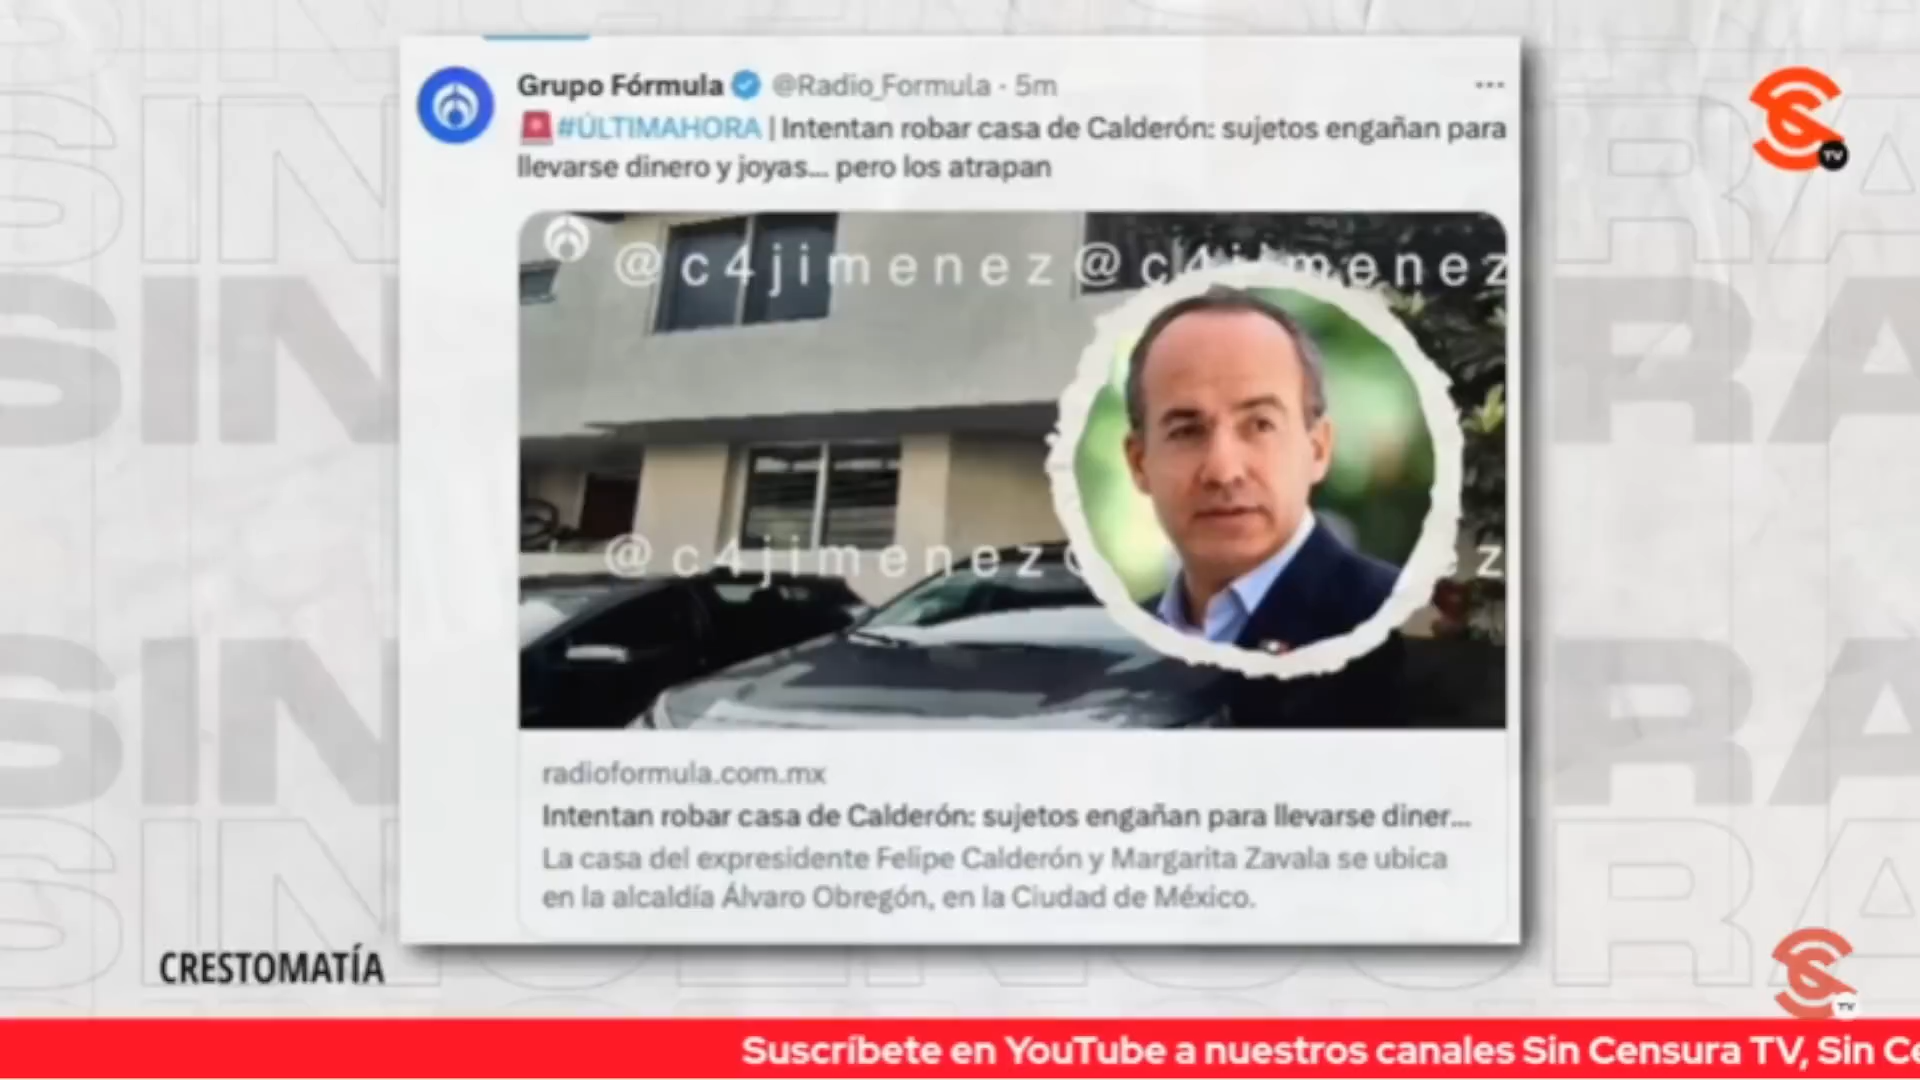 Grupo Fórmula @Radio_Formula · 5m
#ÚLTIMAHORA | Intentan robar casa de Calderón: sujetos engañan para
llevarse dinero y joyas... pero los atrapan
@c4jimenez@c4jimenez
@c4jimenez
radioformula.com.mx
Intentan robar casa de Calderón: sujetos engañan para llevarse diner...
La casa del expresidente Felipe Calderón y Margarita Zavala se ubica
en la alcaldía Álvaro Obregón, en la Ciudad de México.
CRESTOMATÍA
TV
TV
Suscríbete en YouTube a nuestros canales Sin Censura TV, Sin Ce